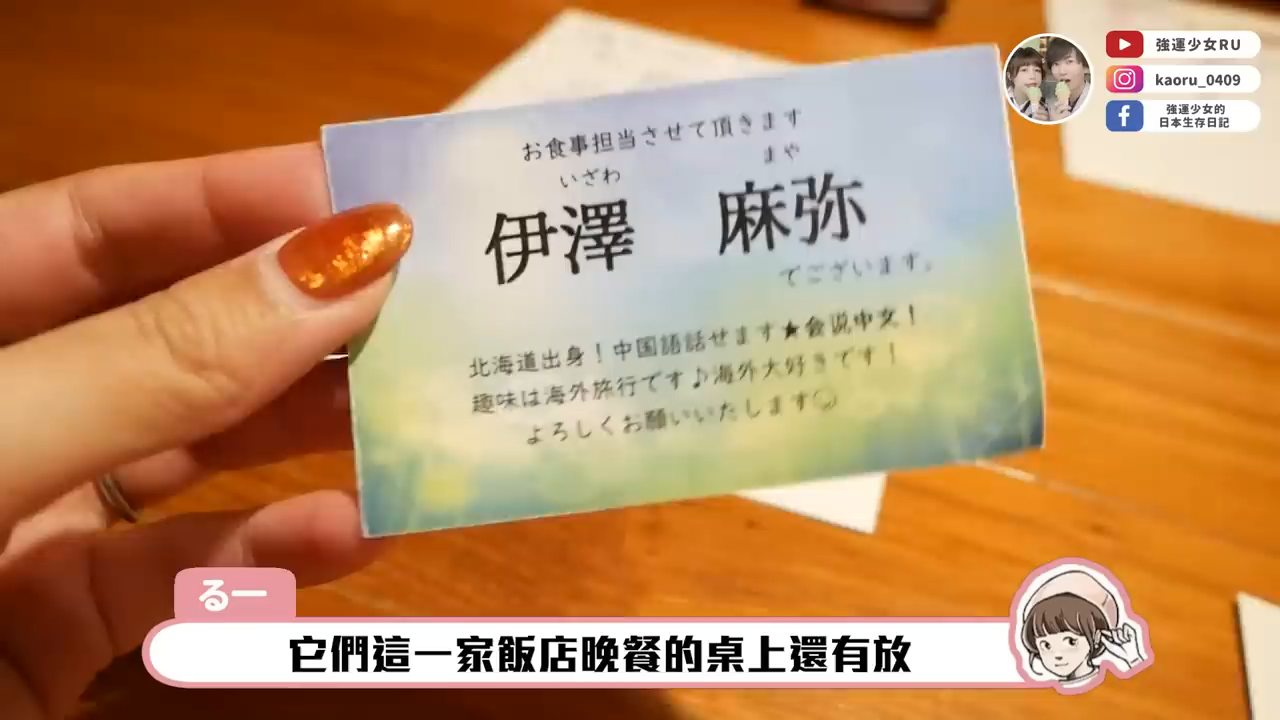 強運少女RU
kaoru_0409
強運少女的
日本生存日記
お食事担当させて頂きます
いざわ まや
伊澤 麻弥
でございます。
北海道出身！中国語話せます★会说中文！
趣味は海外旅行です♪海外大好きです！
よろしくお願いいたします
るー
它們這一家飯店晚餐的桌上還有放